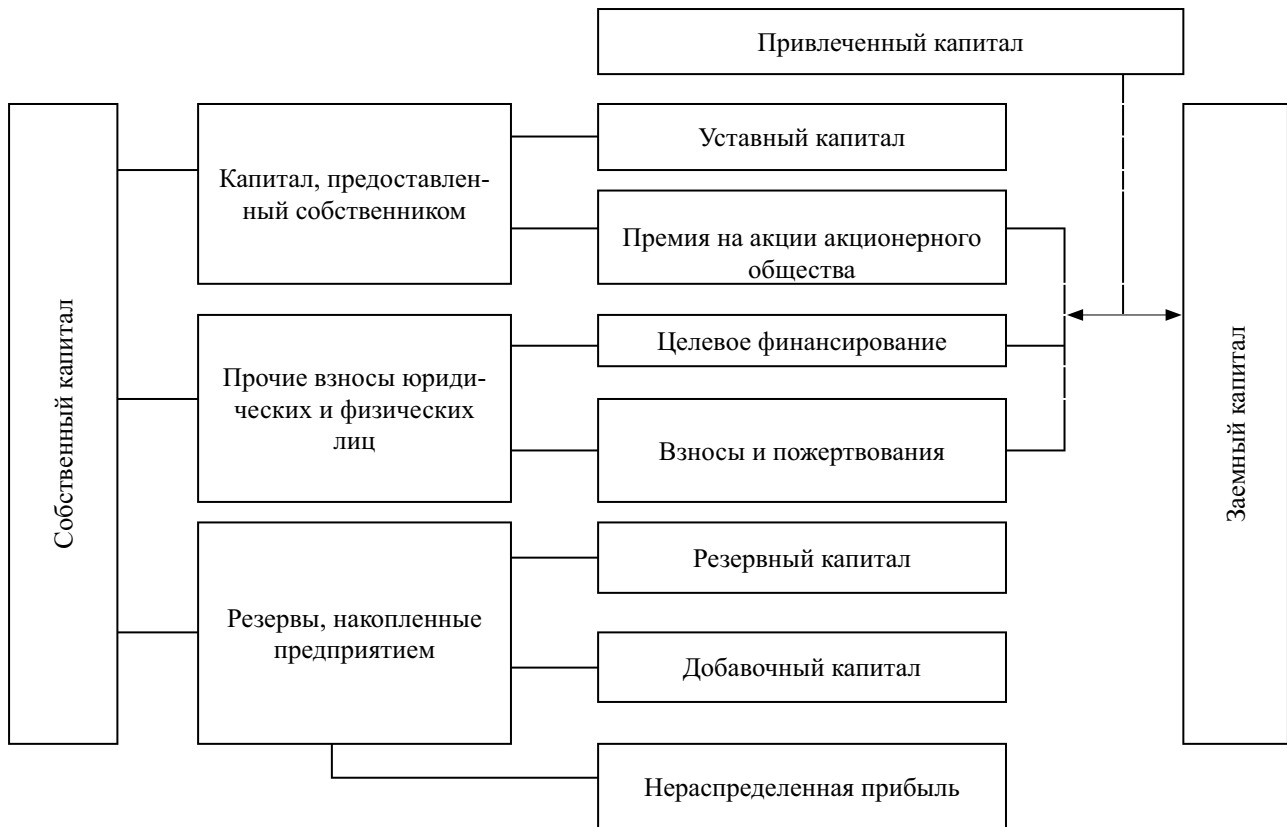 Привлеченный капитал
Собственный капитал
Капитал, предоставлен-
ный собственником
Уставный капитал
Премия на акции акционерного
общества
Прочие взносы юриди-
ческих и физических
лиц
Целевое финансирование
Взносы и пожертвования
Резервы, накопленные
предприятием
Резервный капитал
Добавочный капитал
Нераспределенная прибыль
Заемный капитал